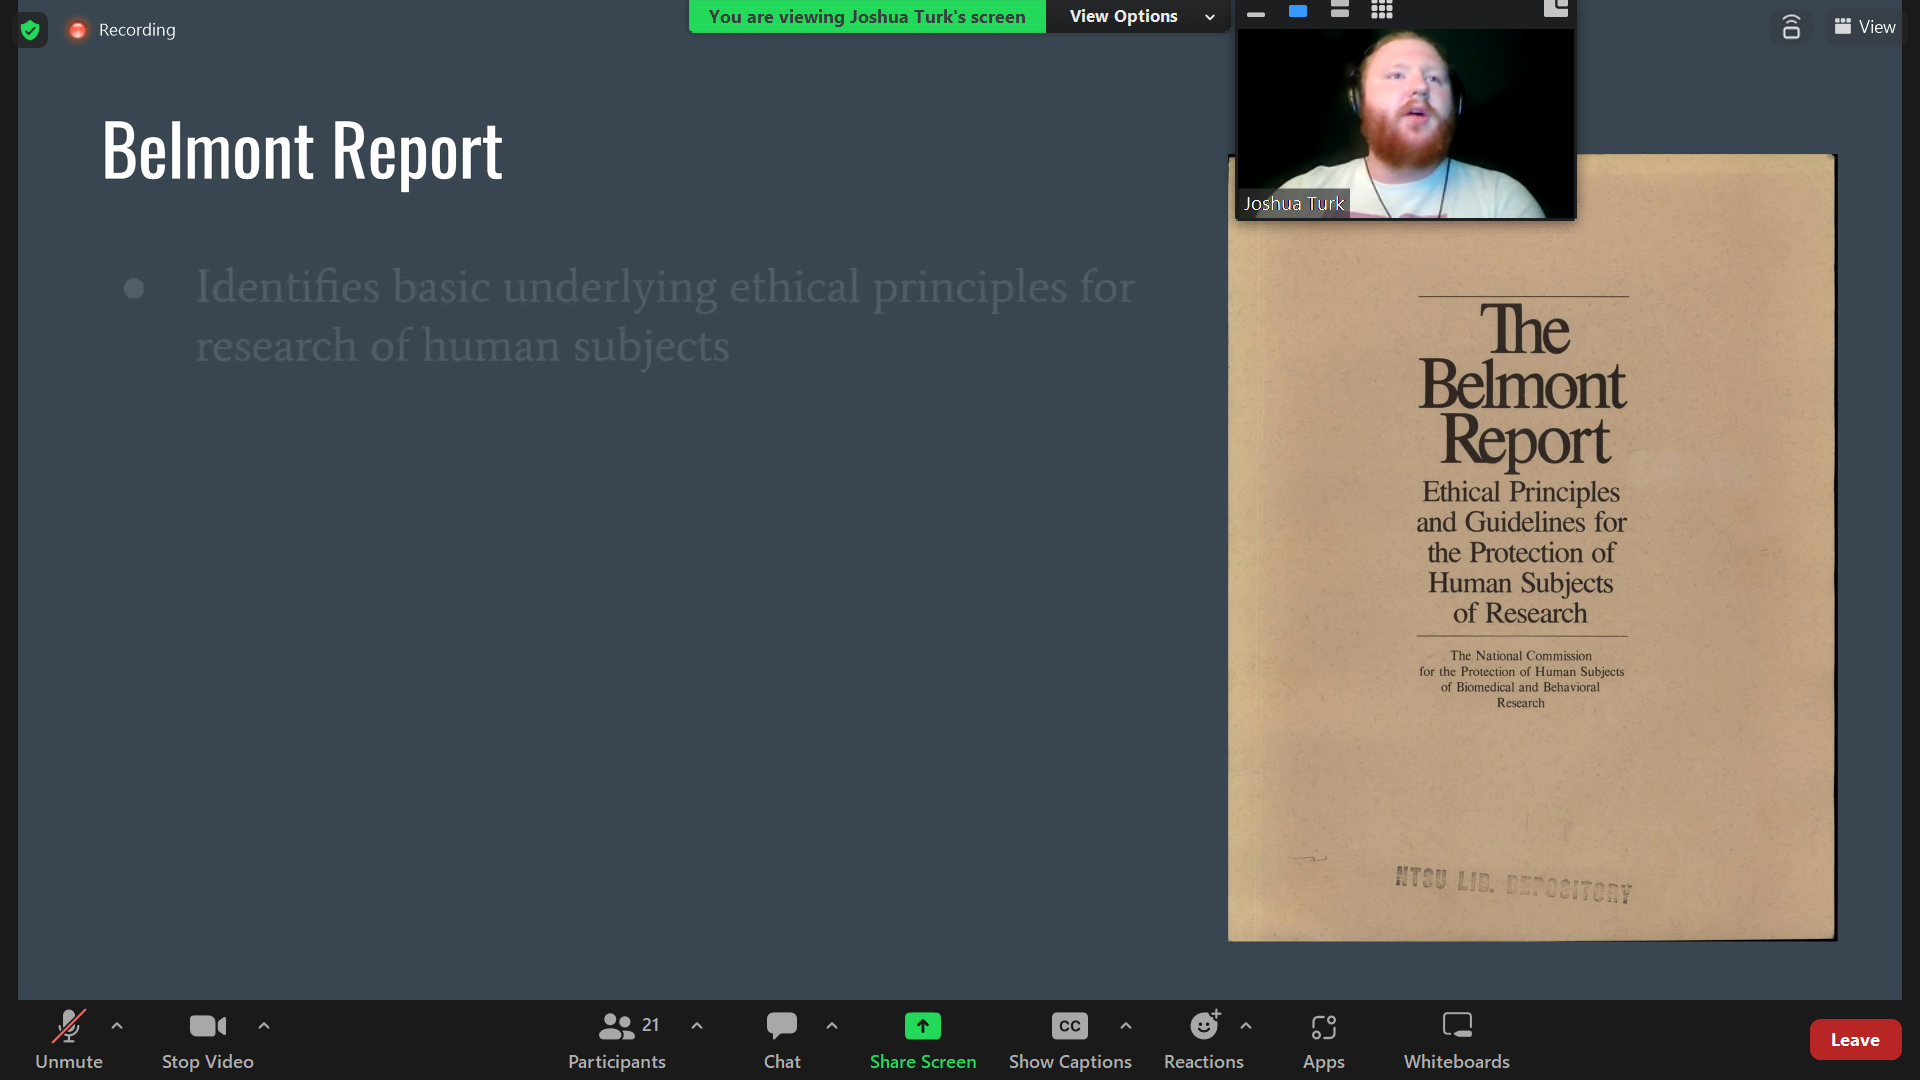 Recording
You are viewing Joshua Turk's screen
View Options
View
Belmont Report
Joshua Turk
● Identifies basic underlying ethical principles for
research of human subjects
The
Belmont
Report
Ethical Principles
and Guidelines for
the Protection of
Human Subjects
of Research
The National Commission
for the Protection of Human Subjects
of Biomedical and Behavioral
Research
NTSU LIB. DEPOSITORY
Unmute
Stop Video
Participants
21
Chat
Share Screen
CC
Show Captions
Reactions
Apps
Whiteboards
Leave